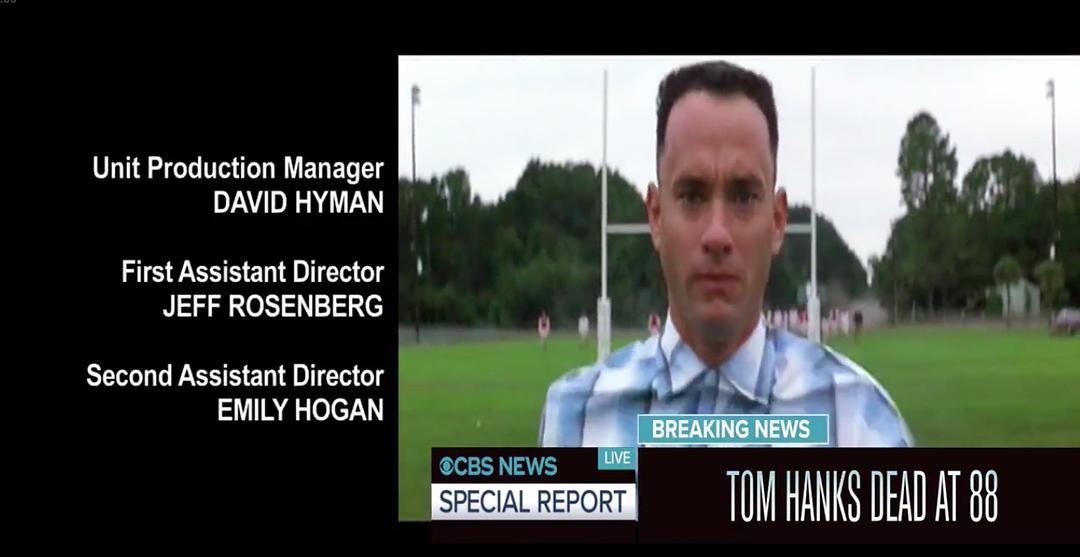 Unit Production Manager
DAVID HYMAN
First Assistant Director
JEFF ROSENBERG
Second Assistant Director
EMILY HOGAN
BREAKING NEWS
CBS NEWS
LIVE
SPECIAL REPORT
TOM HANKS DEAD AT 88